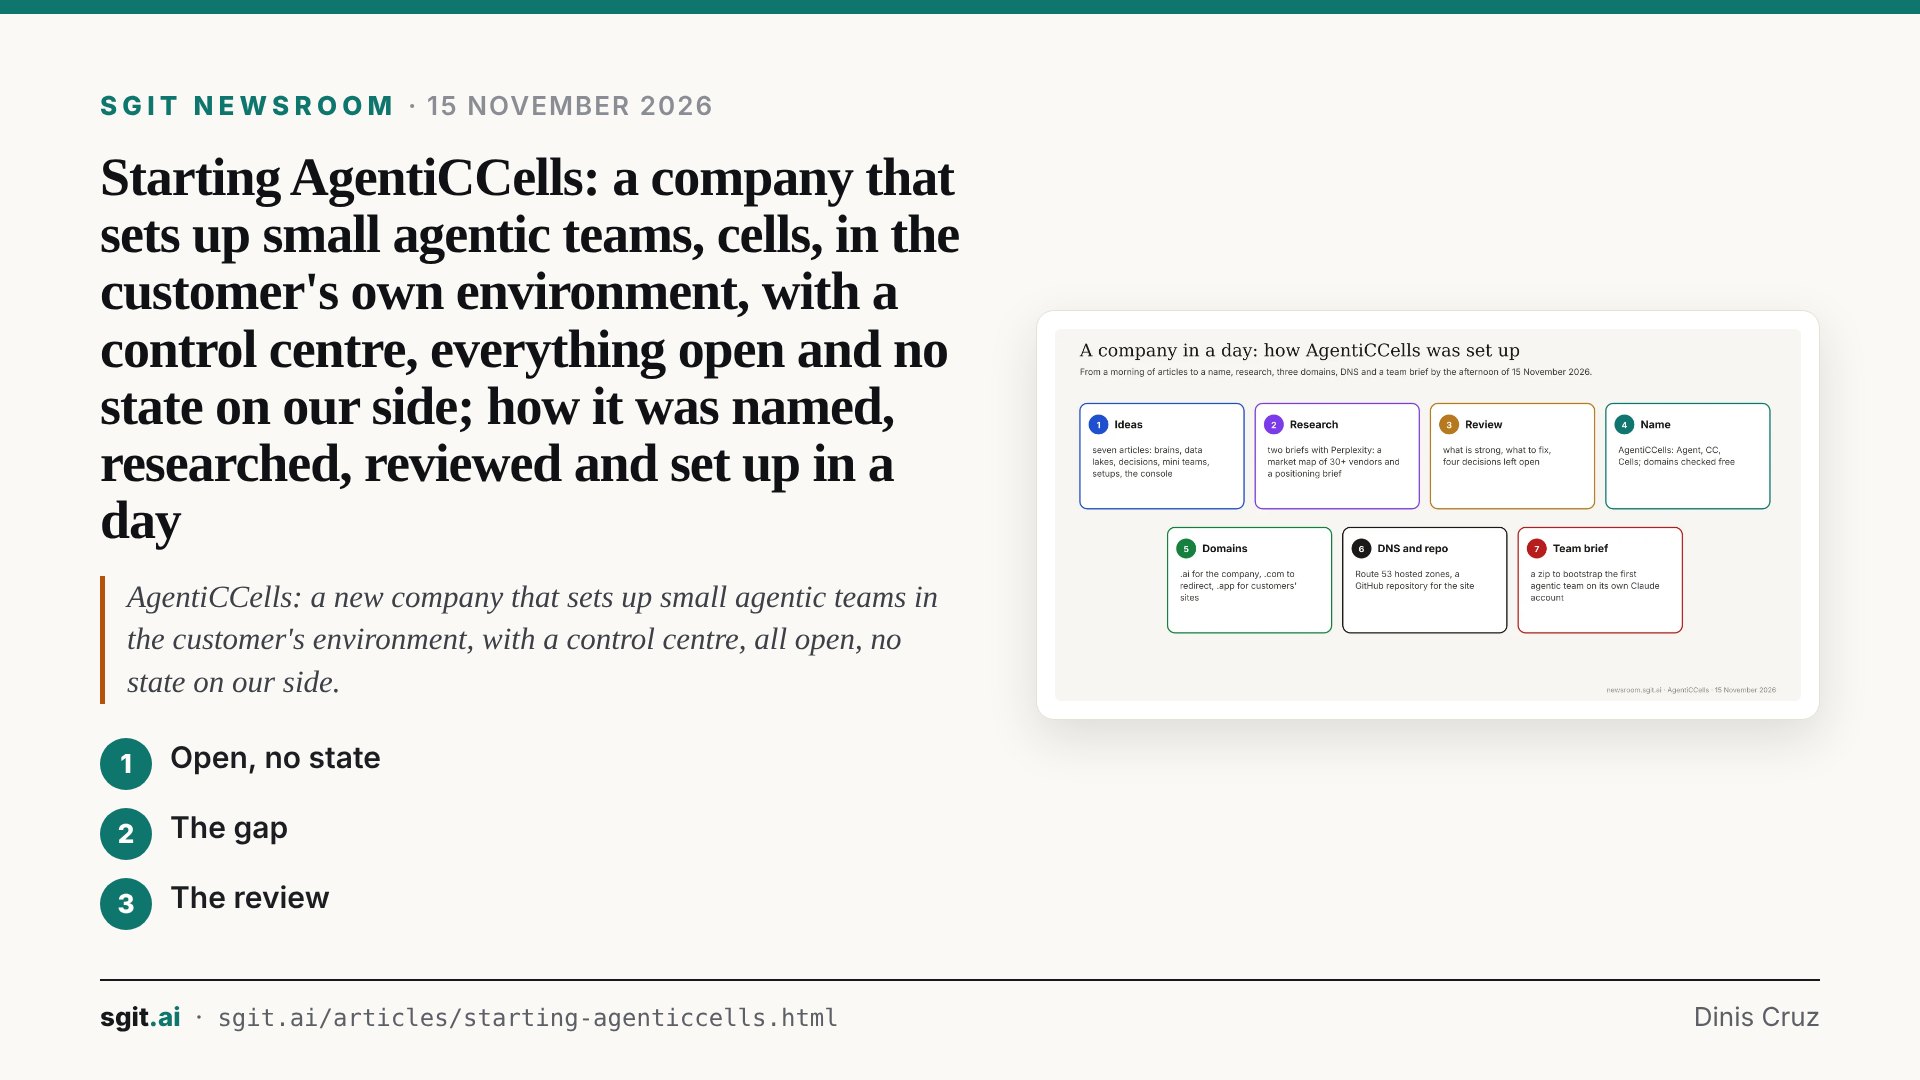 SGIT NEWSROOM · 15 NOVEMBER 2026
Starting AgentiCCells: a company that
sets up small agentic teams, cells, in the
customer's own environment, with a
control centre, everything open and no
state on our side; how it was named,
researched, reviewed and set up in a
day
AgentiCCells: a new company that sets up small agentic teams in
the customer's environment, with a control centre, all open, no
state on our side.
1 Open, no state
2 The gap
3 The review
A company in a day: how AgentiCCells was set up
From a morning of articles to a name, research, three domains, DNS and a team brief by the afternoon of 15 November 2026.
1 Ideas
seven articles: brains, data
lakes, decisions, mini teams,
setups, the console
2 Research
two briefs with Perplexity: a
market map of 30+ vendors and
a positioning brief
3 Review
what is strong, what to fix,
four decisions left open
4 Name
AgentiCCells: Agent, CC,
Cells; domains checked free
5 Domains
.ai for the company, .com to
redirect, .app for customers'
sites
6 DNS and repo
Route 53 hosted zones, a
GitHub repository for the site
7 Team brief
a zip to bootstrap the first
agentic team on its own Claude
account
newsroom.sgit.ai · AgentiCCells · 15 November 2026
sgit.ai · sgit.ai/articles/starting-agenticcells.html
Dinis Cruz